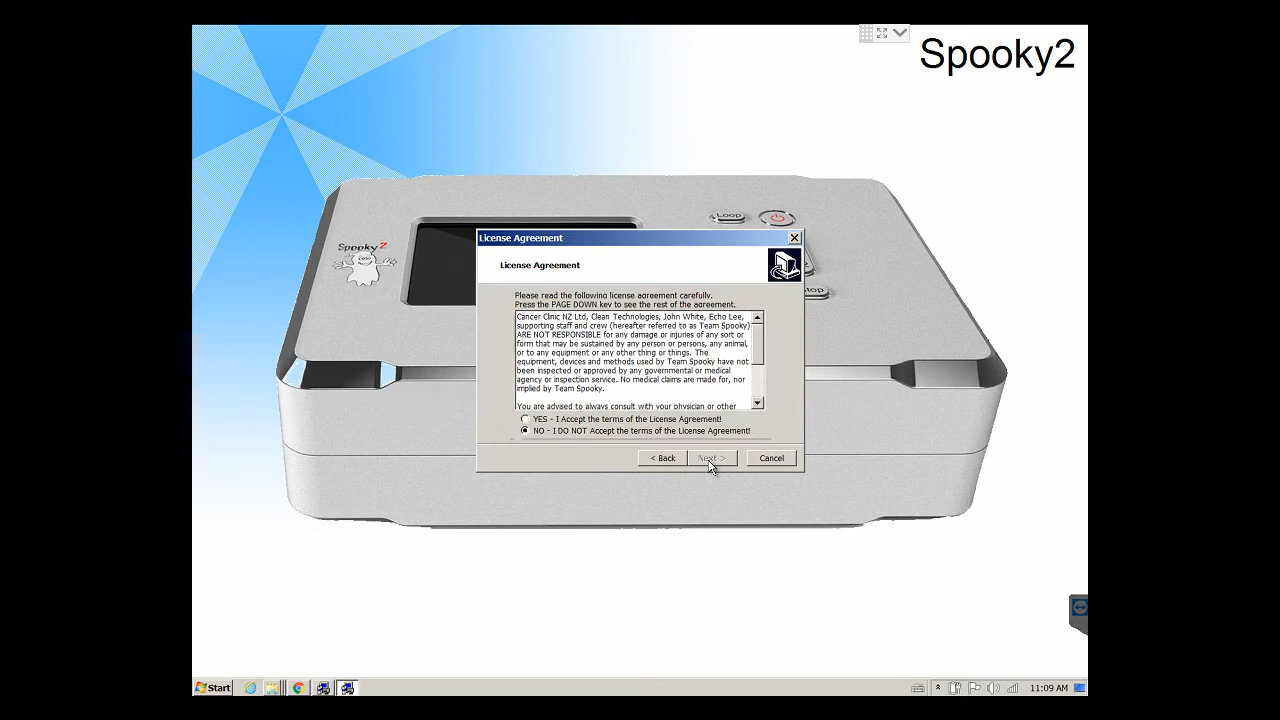 Spooky2
Loop
Spooky2
License Agreement
License Agreement
Please read the following license agreement carefully.
Press the PAGE DOWN key to see the rest of the agreement.
Cancer Clinic NZ Ltd, Clean Technologies, John White, Echo Lee,
supporting staff and crew (hereafter referred to as Team Spooky)
ARE NOT RESPONSIBLE for any damage or injuries of any sort or
form that may be sustained by any person or persons, any animal,
or to any equipment or any other thing or things. The
equipment, devices and methods used by Team Spooky have not
been inspected or approved by any governmental or medical
agency or inspection service. No medical claims are made for, nor
implied by Team Spooky.
You are advised to always consult with your physician or other
YES - I Accept the terms of the License Agreement!
NO - I DO NOT Accept the terms of the License Agreement!
< Back
Next >
Cancel
Start
11:09 AM